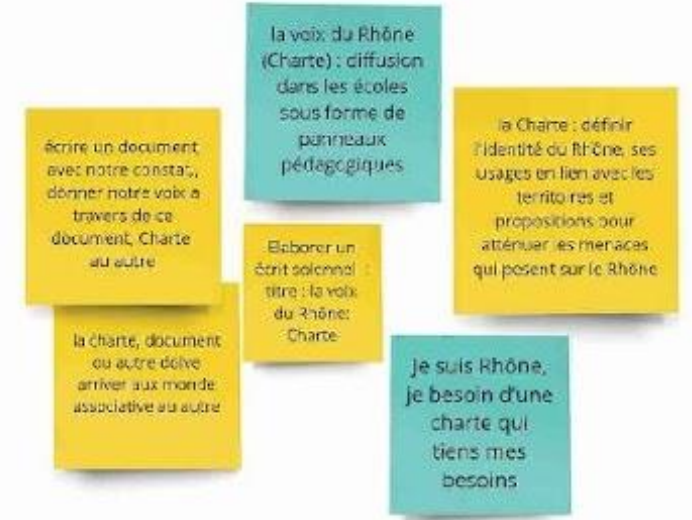 la voix du Rhône
(Charte) : diffusion
dans les écoles
sous forme de
panneaux
pédagogiques
écrire un document
avec notre constat,
donner notre voix a
travers de ce
document, Charte
au autre
la Charte : définir
l'identité du Rhône, ses
usages en lien avec les
territoires et
propositions pour
atténuer les menaces
qui pesent sur le Rhône
Elaborer un
écrit solennel :
titre : la voix
du Rhône:
Charte
la charte, document
ou autre doive
arriver aux monde
associative au autre
Je suis Rhône,
je besoin d'une
charte qui
tiens mes
besoins